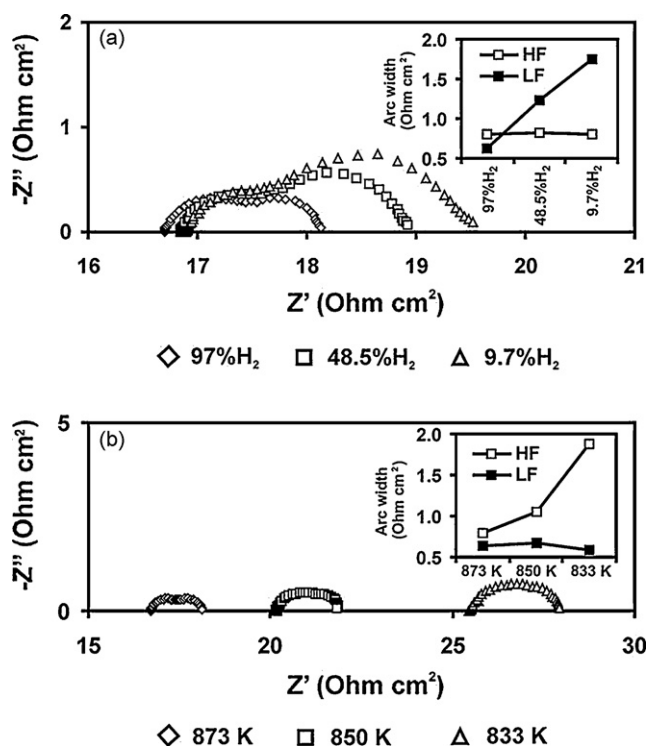 (a)
2
1
0
-Z" (Ohm cm²)
16 17 18 19 20 21
Z' (Ohm cm²)
HF
LF
Arc width
(Ohm cm²)
2.0
1.5
1.0
0.5
97%H₂
48.5%H₂
9.7%H₂
97%H₂ 48.5%H₂ 9.7%H₂
(b)
5
0
-Z" (Ohm cm²)
15 20 25 30
Z' (Ohm cm²)
HF
LF
Arc width
(Ohm cm²)
2.0
1.5
1.0
0.5
873 K 850 K 833 K
873 K 850 K 833 K